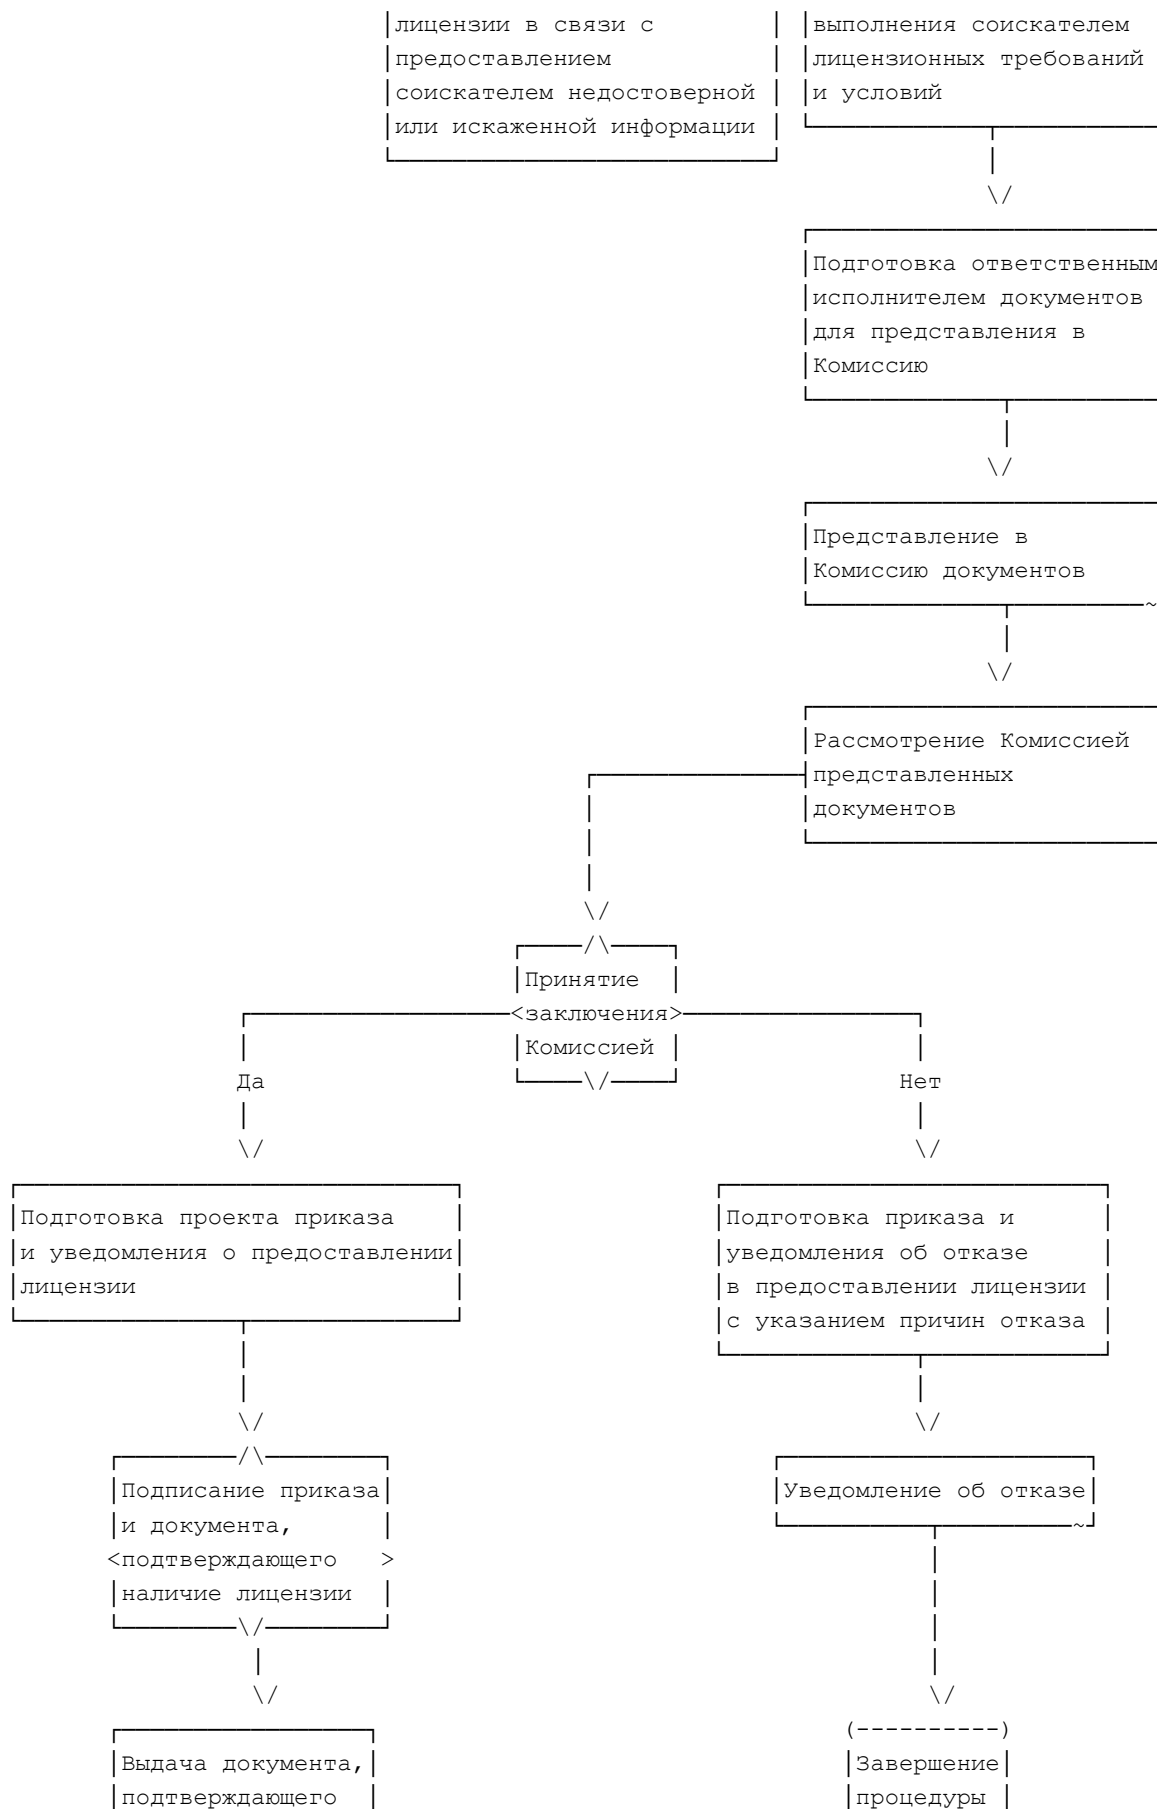 лицензии в связи с
предоставлением
соискателем недостоверной
или искаженной информации
выполнения соискателем
лицензионных требований
и условий
Подготовка ответственным
исполнителем документов
для представления в
Комиссию
Представление в
Комиссию документов
Рассмотрение Комиссией
представленных
документов
Принятие
заключения
Комиссией
Да
Нет
Подготовка проекта приказа
и уведомления о предоставлении
лицензии
Подготовка приказа и
уведомления об отказе
в предоставлении лицензии
с указанием причин отказа
Подписание приказа
и документа,
подтверждающего
наличие лицензии
Уведомление об отказе
Выдача документа,
подтверждающего
Завершение
процедуры